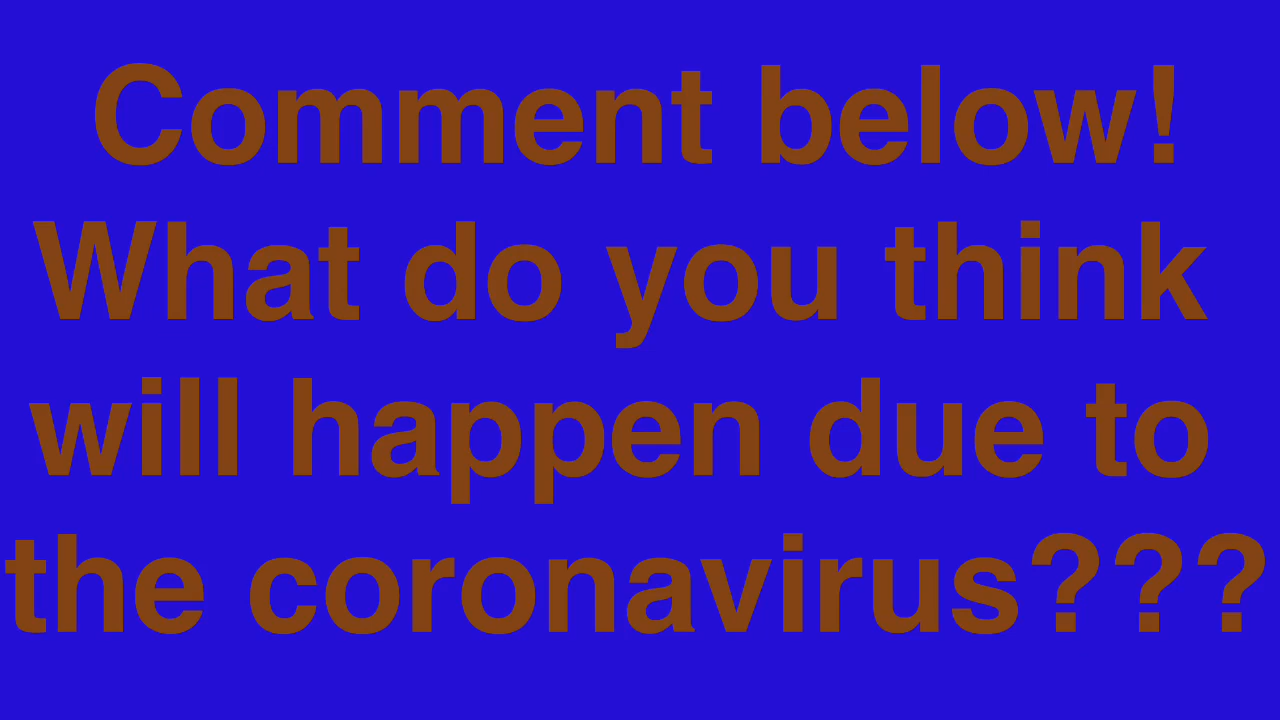 Comment below!
What do you think
will happen due to
the coronavirus???